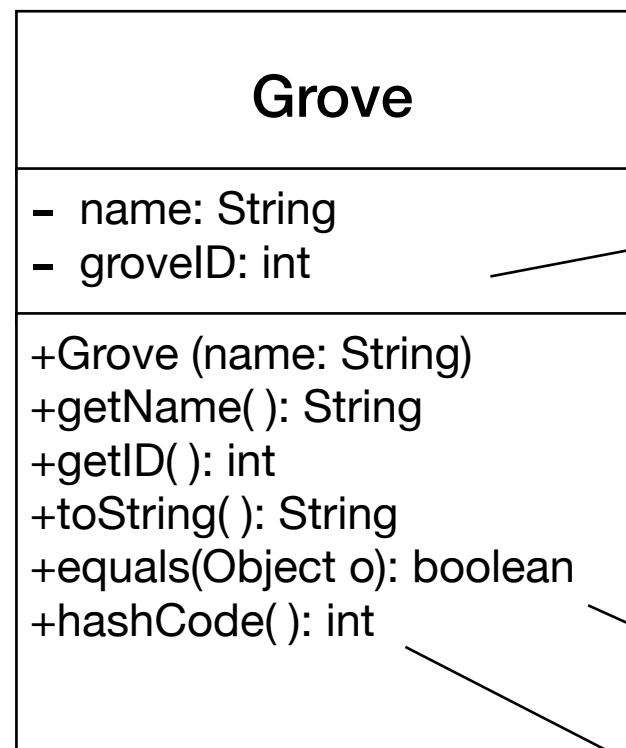 Grove
- name: String
- groveID: int
+Grove (name: String)
+getName( ): String
+getID( ): int
+toString( ): String
+equals(Object o): boolean
+hashCode( ): int